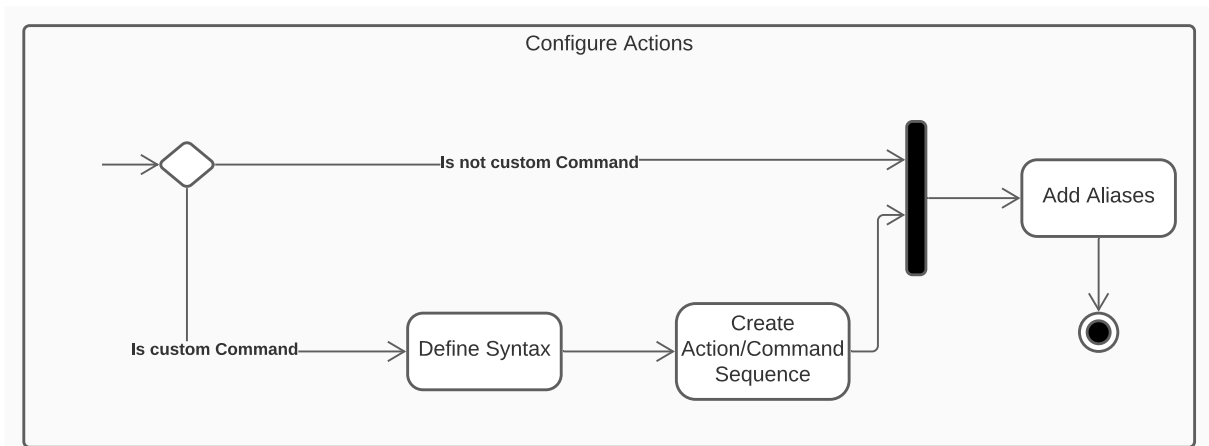 Configure Actions
Is not custom Command
Add Aliases
Is custom Command
Define Syntax
Create
Action/Command
Sequence